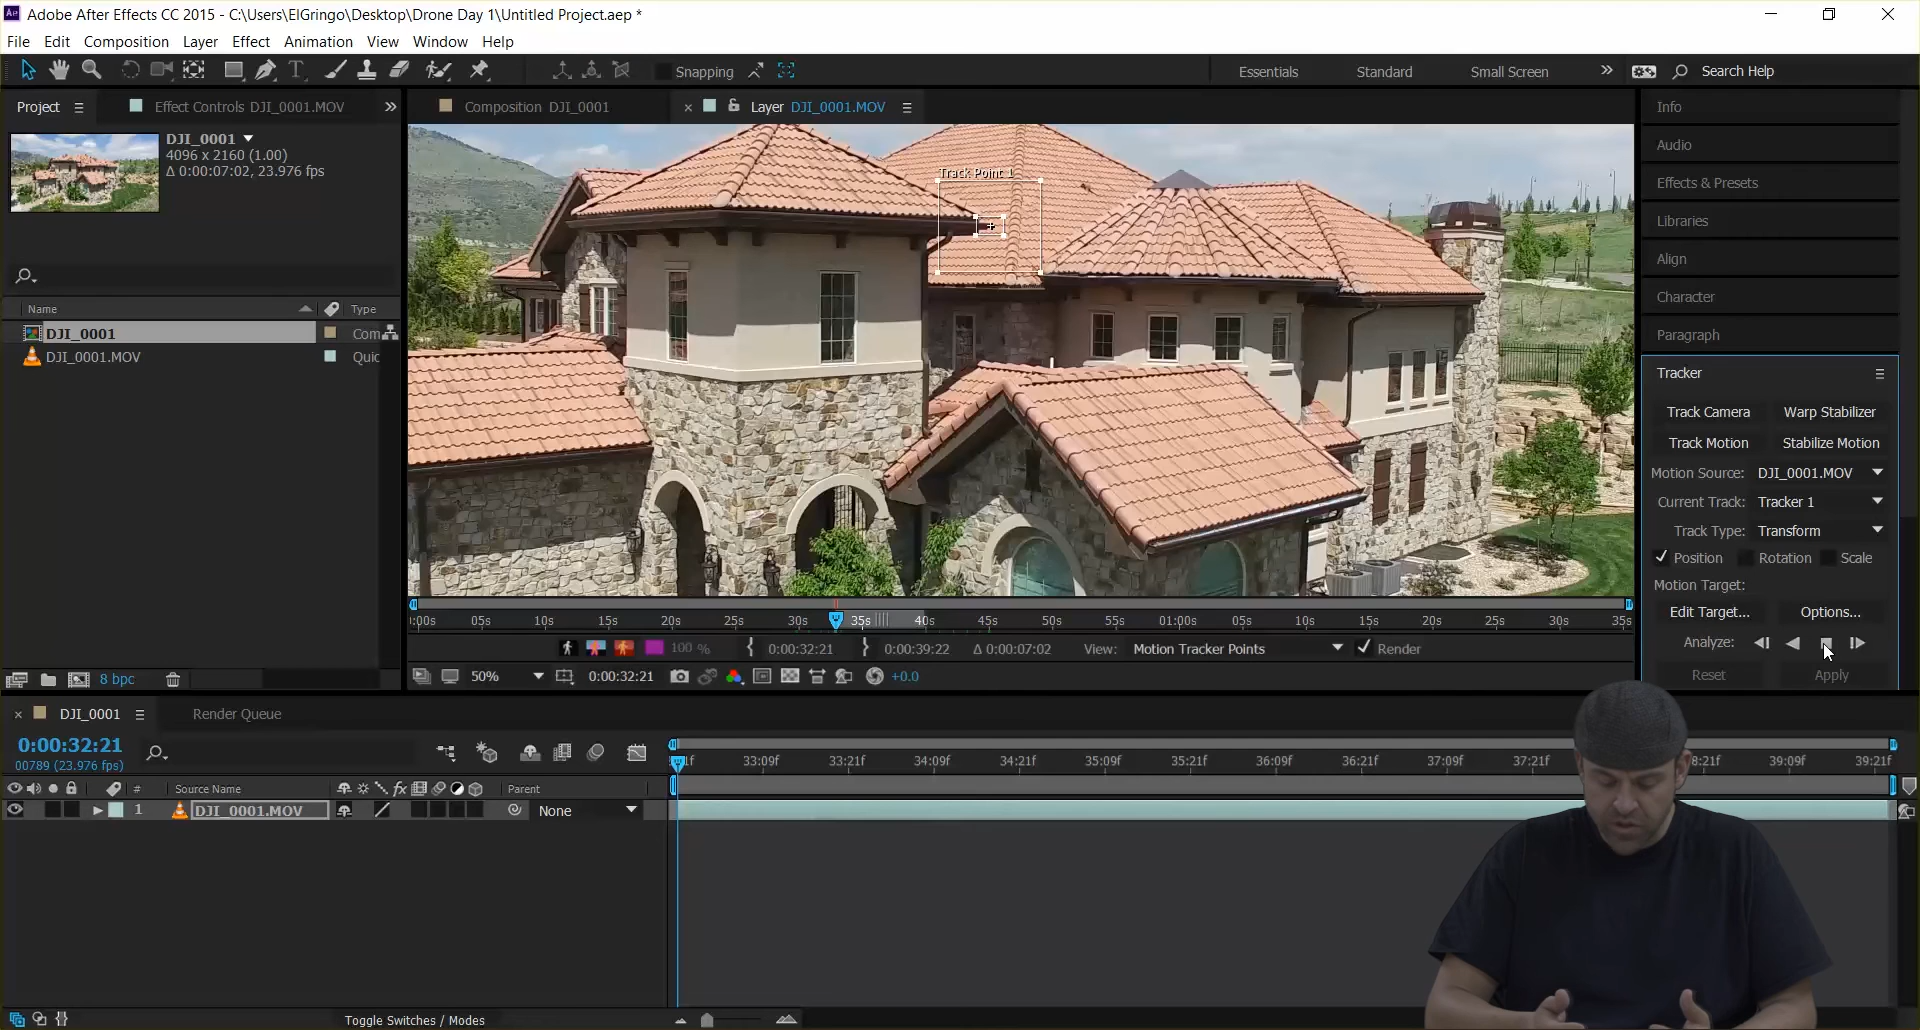 Adobe After Effects CC 2015 - C:\Users\ElGringo\Desktop\Drone Day 1\Untitled Project.aep *
File Edit Composition Layer Effect Animation View Window Help
Snapping
Essentials Standard Small Screen Search Help
Project Effect Controls DJI_0001.MOV
Composition DJI_0001
Layer DJI_0001.MOV
DJI_0001
4096 x 2160 (1.00)
Δ 0:00:07:02, 23.976 fps
Name Type
DJI_0001 Com
DJI_0001.MOV Quic
8 bpc
Track Point 1
:00s 05s 10s 15s 20s 25s 30s 35s 40s 45s 50s 55s 01:00s 05s 10s 15s 20s 25s 30s 35s
100 % 0:00:32:21 0:00:39:22 Δ 0:00:07:02 View: Motion Tracker Points Render
50% 0:00:32:21 +0.0
Info
Audio
Effects & Presets
Libraries
Align
Character
Paragraph
Tracker
Track Camera Warp Stabilizer
Track Motion Stabilize Motion
Motion Source: DJI_0001.MOV
Current Track: Tracker 1
Track Type: Transform
Position Rotation Scale
Motion Target:
Edit Target... Options...
Analyze:
Reset Apply
DJI_0001 Render Queue
0:00:32:21
00789 (23.976 fps)
1f 33:09f 33:21f 34:09f 34:21f 35:09f 35:21f 36:09f 36:21f 37:09f 37:21f 8:21f 39:09f 39:21f
# Source Name fx Parent
1 DJI_0001.MOV None
Toggle Switches / Modes